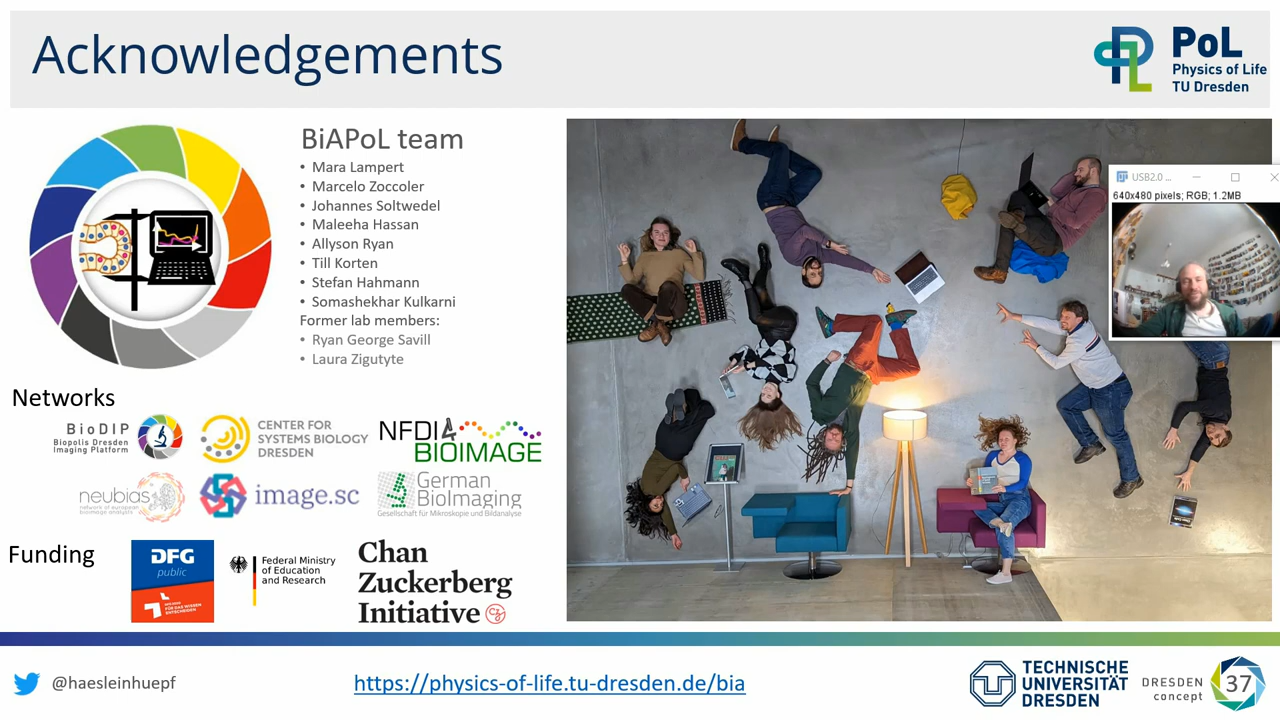 Acknowledgements
PoL
Physics of Life
TU Dresden
BiAPoL team
• Mara Lampert
• Marcelo Zoccoler
• Johannes Soltwedel
• Maleeha Hassan
• Allyson Ryan
• Till Korten
• Stefan Hahmann
• Somashekhar Kulkarni
Former lab members:
• Ryan George Savill
• Laura Zigutyte
USB2.0 ...
640x480 pixels; RGB; 1.2MB
Networks
BioDIP
Biopolis Dresden
Imaging Platform
CENTER FOR
SYSTEMS BIOLOGY
DRESDEN
NFDI4
BIOIMAGE
neubias
network of european
bioimage analysts
image.sc
German
BioImaging
Gesellschaft für Mikroskopie und Bildanalyse
Funding
DFG
public
FÜR DAS WISSEN
ENTSCHEIDEN
Federal Ministry
of Education
and Research
Chan
Zuckerberg
Initiative
CZI
@haesleinhuepf
https://physics-of-life.tu-dresden.de/bia
TECHNISCHE
UNIVERSITÄT
DRESDEN
DRESDEN
concept
37